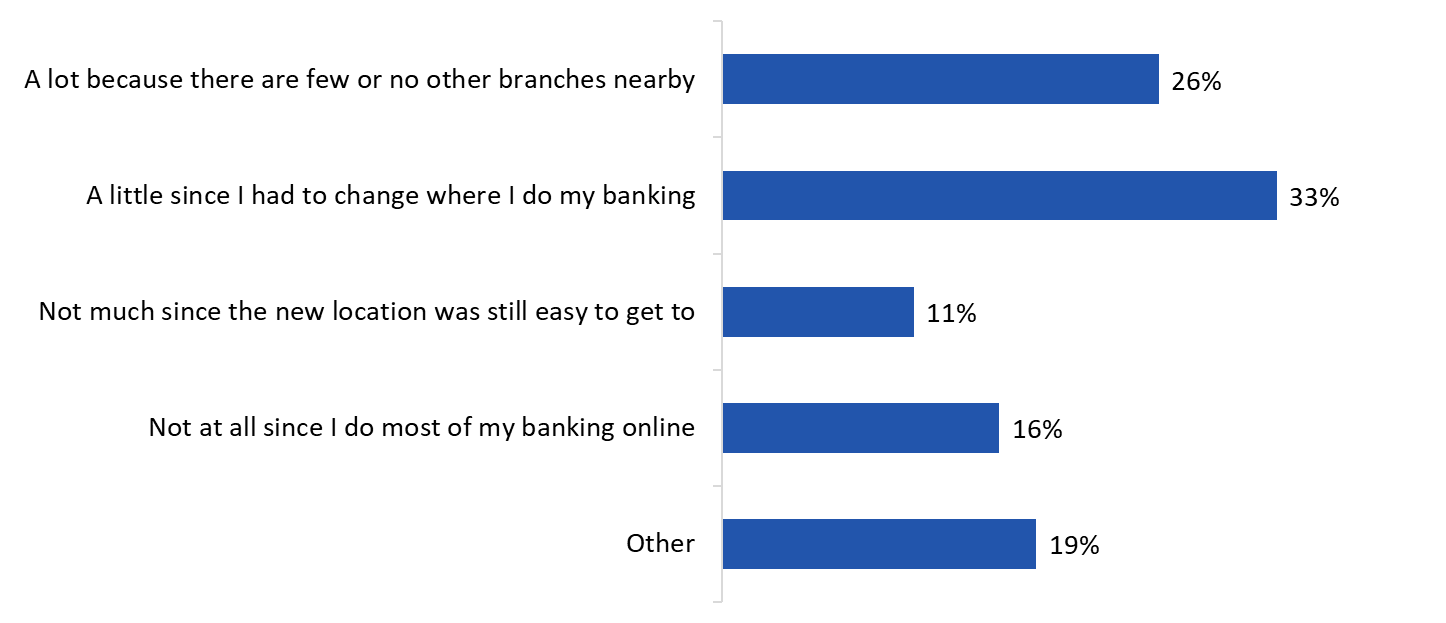 A lot because there are few or no other branches nearby 26%
A little since I had to change where I do my banking 33%
Not much since the new location was still easy to get to 11%
Not at all since I do most of my banking online 16%
Other 19%